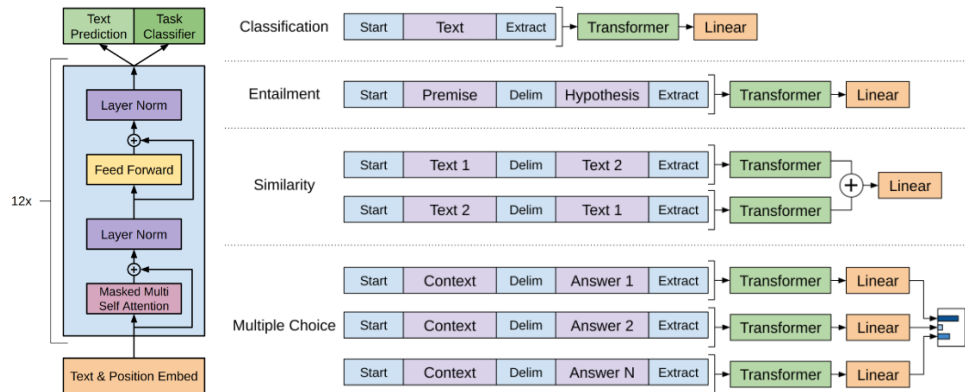 Text
Prediction
Task
Classifier
Layer Norm
Feed Forward
12x
Layer Norm
Masked Multi
Self Attention
Text & Position Embed
Classification
Start Text Extract Transformer Linear
Entailment
Start Premise Delim Hypothesis Extract Transformer Linear
Similarity
Start Text 1 Delim Text 2 Extract Transformer
Linear
Start Text 2 Delim Text 1 Extract Transformer
Multiple Choice
Start Context Delim Answer 1 Extract Transformer Linear
Start Context Delim Answer 2 Extract Transformer Linear
Start Context Delim Answer N Extract Transformer Linear